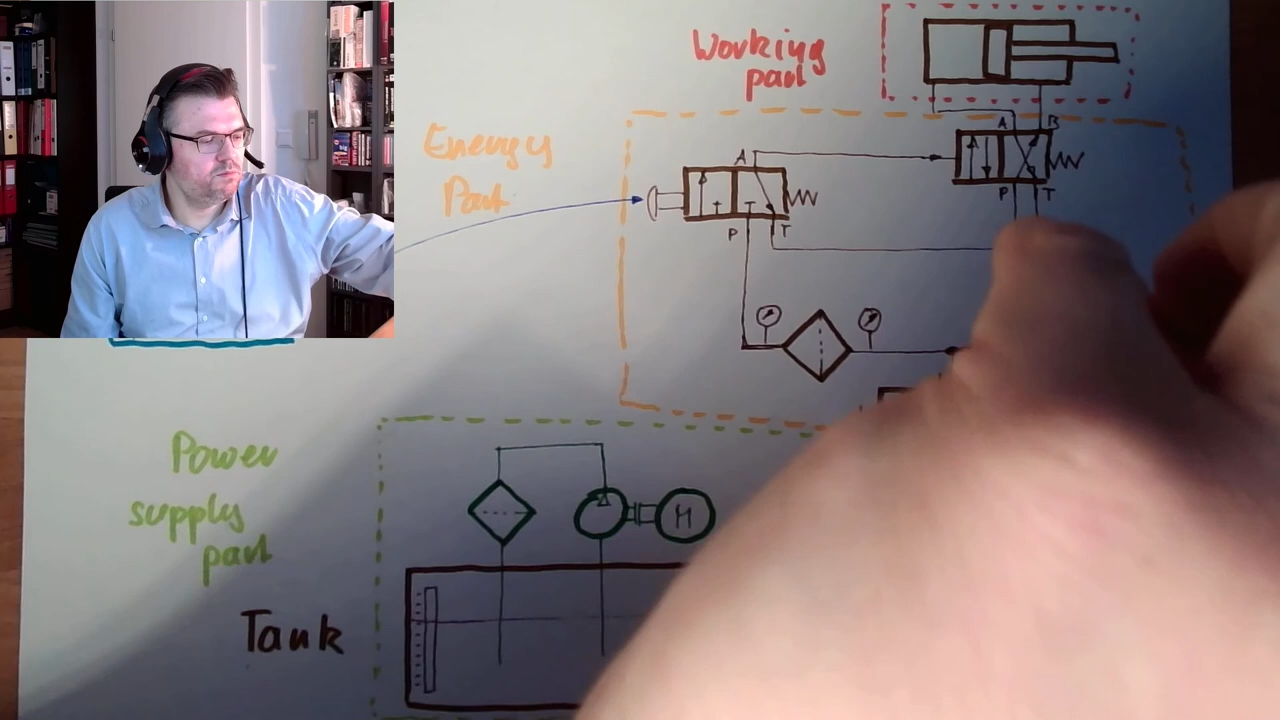 Working
part
Energy
Part
A
P
T
A
B
P
T
Power
supply
part
M
Tank